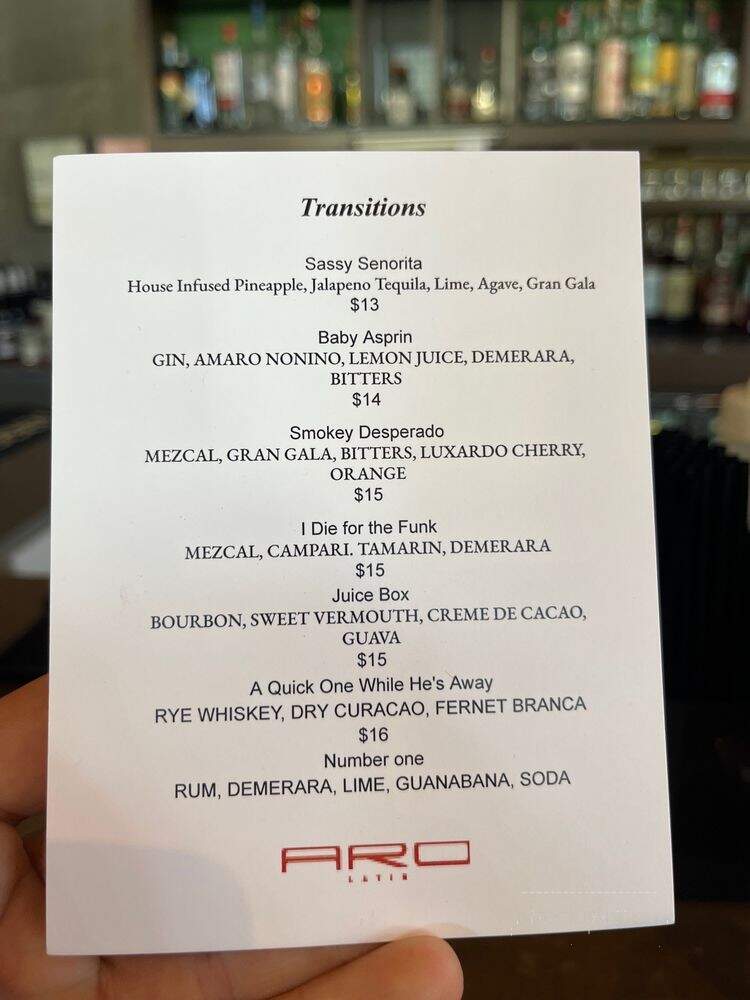 Transitions
Sassy Senorita
House Infused Pineapple, Jalapeno Tequila, Lime, Agave, Gran Gala
$13
Baby Asprin
GIN, AMARO NONINO, LEMON JUICE, DEMERARA,
BITTERS
$14
Smokey Desperado
MEZCAL, GRAN GALA, BITTERS, LUXARDO CHERRY,
ORANGE
$15
I Die for the Funk
MEZCAL, CAMPARI. TAMARIN, DEMERARA
$15
Juice Box
BOURBON, SWEET VERMOUTH, CREME DE CACAO,
GUAVA
$15
A Quick One While He's Away
RYE WHISKEY, DRY CURACAO, FERNET BRANCA
$16
Number one
RUM, DEMERARA, LIME, GUANABANA, SODA
ARO
LATIN